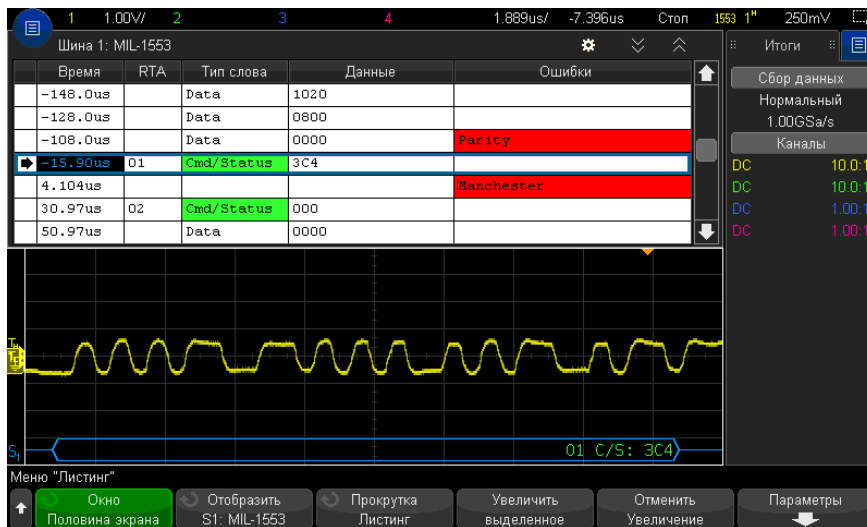 1 1.00V/ 2 3 4 1.889us/ -7.396us Стоп 1553 1ᴴ 250mV
Шина 1: MIL-1553
Итоги
Время RTA Тип слова Данные Ошибки
-148.0us Data 1020
-128.0us Data 0800
-108.0us Data 0000 Parity
-15.90us 01 Cmd/Status 3C4
4.104us Manchester
30.97us 02 Cmd/Status 000
50.97us Data 0000
Сбор данных
Нормальный
1.00GSa/s
Каналы
DC 10.0:1
DC 10.0:1
DC 1.00:1
DC 1.00:1
S1 01 C/S: 3C4
Меню "Листинг"
Окно
Половина экрана
Отобразить
S1: MIL-1553
Прокрутка
Листинг
Увеличить
выделенное
Отменить
Увеличение
Параметры